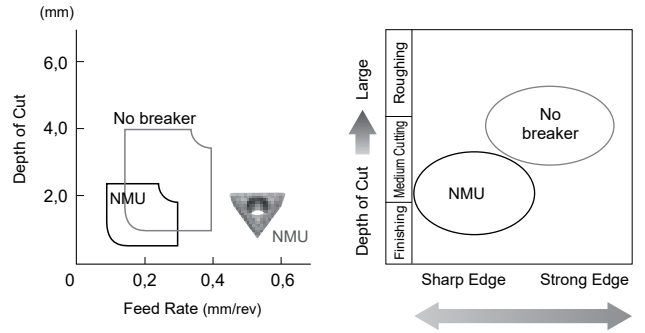 (mm)
Depth of Cut
6,0
4,0
2,0
0
0,2
0,4
0,6
Feed Rate (mm/rev)
No breaker
NMU
NMU
Depth of Cut
Large
Roughing
Medium Cutting
Finishing
No
breaker
NMU
Sharp Edge
Strong Edge